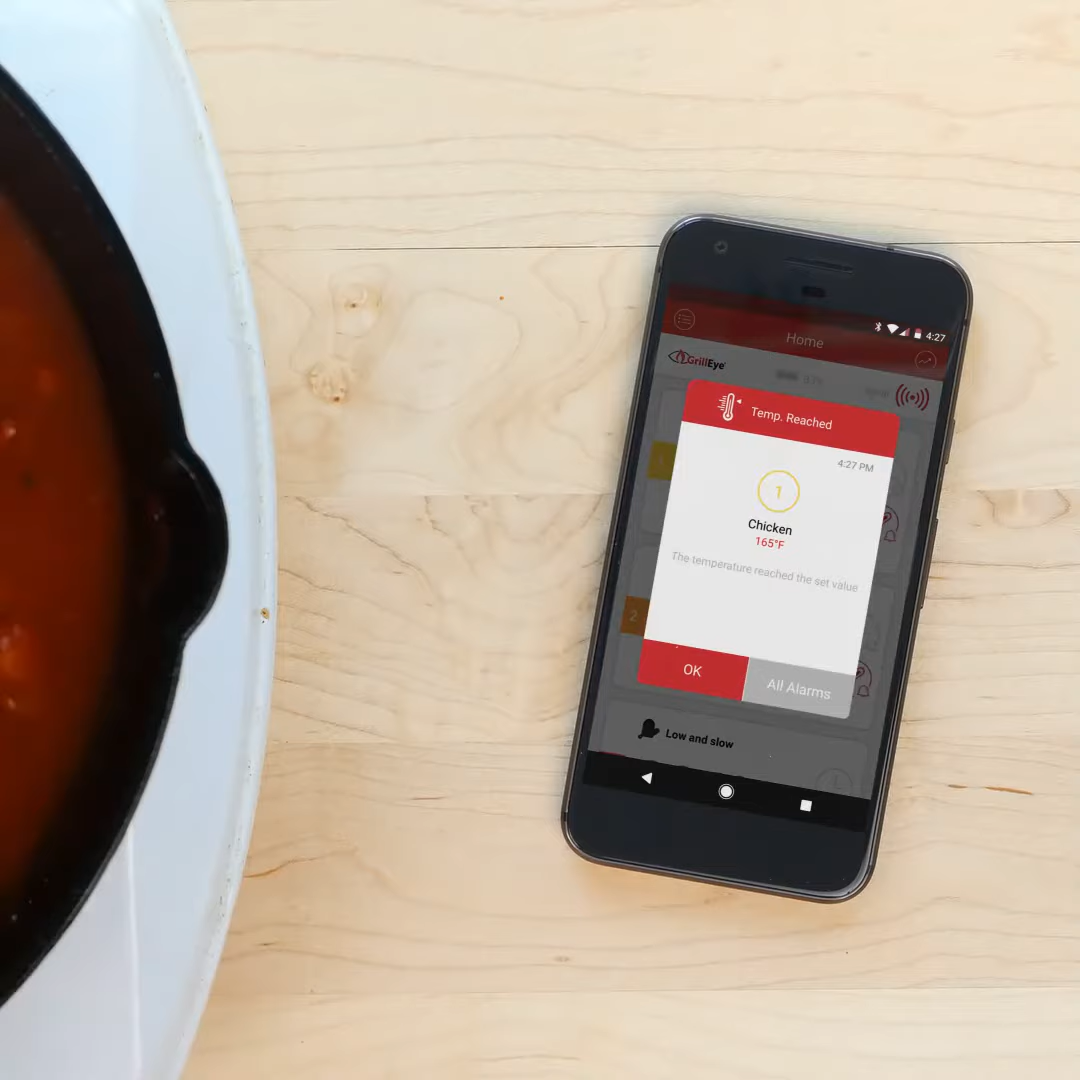 4:27
Home
GrillEye
Temp. Reached
4:27 PM
1
Chicken
165°F
The temperature reached the set value
2
OK
All Alarms
Low and slow